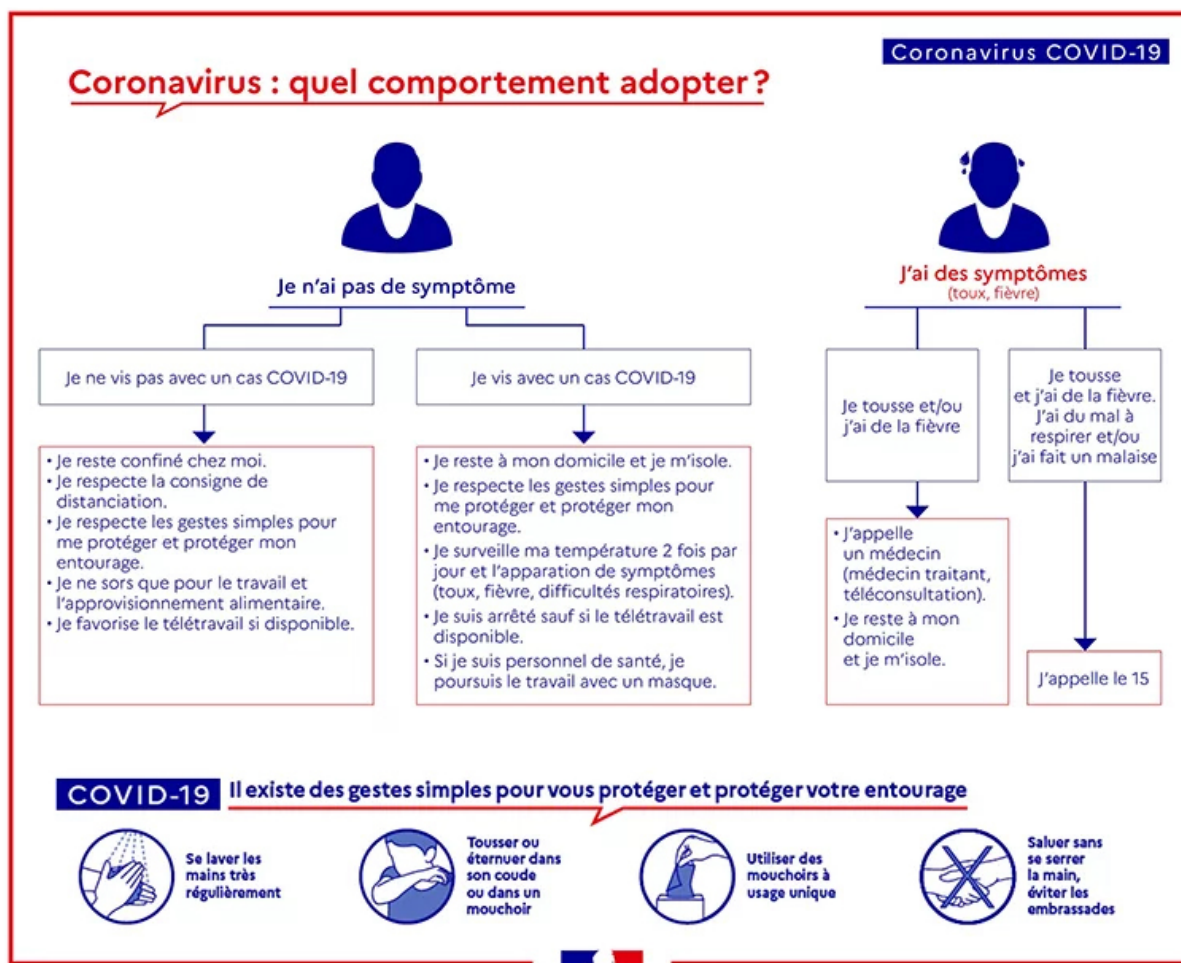 Coronavirus COVID-19
Coronavirus : quel comportement adopter ?
Je n'ai pas de symptôme
Je ne vis pas avec un cas COVID-19
• Je reste confiné chez moi.
• Je respecte la consigne de
distanciation.
• Je respecte les gestes simples pour
me protéger et protéger mon
entourage.
• Je ne sors que pour le travail et
l'approvisionnement alimentaire.
• Je favorise le télétravail si disponible.
Je vis avec un cas COVID-19
• Je reste à mon domicile et je m'isole.
• Je respecte les gestes simples pour
me protéger et protéger mon
entourage.
• Je surveille ma température 2 fois par
jour et l'apparation de symptômes
(toux, fièvre, difficultés respiratoires).
• Je suis arrêté sauf si le télétravail est
disponible.
• Si je suis personnel de santé, je
poursuis le travail avec un masque.
J'ai des symptômes
(toux, fièvre)
Je tousse et/ou
j'ai de la fièvre
• J'appelle
un médecin
(médecin traitant,
téléconsultation).
• Je reste à mon
domicile
et je m'isole.
Je tousse
et j'ai de la fièvre.
J'ai du mal à
respirer et/ou
j'ai fait un malaise
J'appelle le 15
COVID-19 Il existe des gestes simples pour vous protéger et protéger votre entourage
Se laver les
mains très
régulièrement
Tousser ou
éternuer dans
son coude
ou dans un
mouchoir
Utiliser des
mouchoirs à
usage unique
Saluer sans
se serrer
la main,
éviter les
embrassades